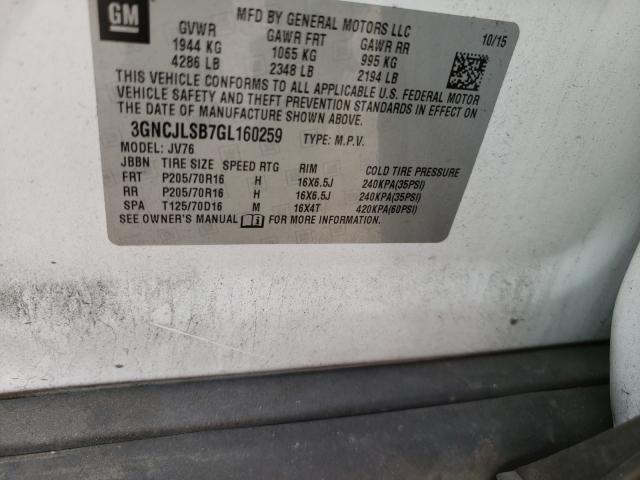 GM
MFD BY GENERAL MOTORS LLC
10/15
GVWR GAWR FRT GAWR RR
1944 KG 1065 KG 995 KG
4286 LB 2348 LB 2194 LB
THIS VEHICLE CONFORMS TO ALL APPLICABLE U.S. FEDERAL MOTOR
VEHICLE SAFETY AND THEFT PREVENTION STANDARDS IN EFFECT ON
THE DATE OF MANUFACTURE SHOWN ABOVE.
3GNCJLSB7GL160259 TYPE: M.P.V.
MODEL: JV76
JBBN TIRE SIZE SPEED RTG RIM COLD TIRE PRESSURE
FRT P205/70R16 H 16X6.5J 240KPA(35PSI)
RR P205/70R16 H 16X6.5J 240KPA(35PSI)
SPA T125/70D16 M 16X4T 420KPA(60PSI)
SEE OWNER'S MANUAL FOR MORE INFORMATION.